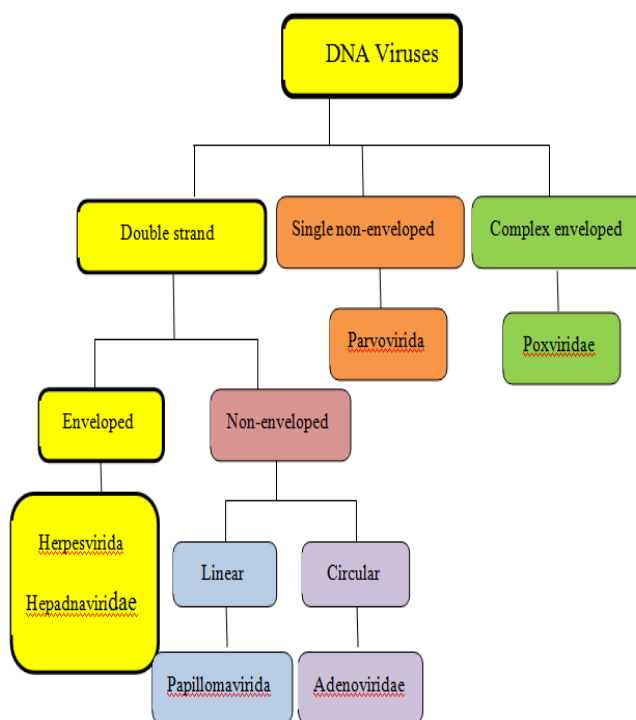 DNA Viruses
Double strand
Single non-enveloped
Complex enveloped
Parvovirida
Poxviridae
Enveloped
Non-enveloped
Herpesvirida
Hepadnaviridae
Linear
Circular
Papillomavirida
Adenoviridae